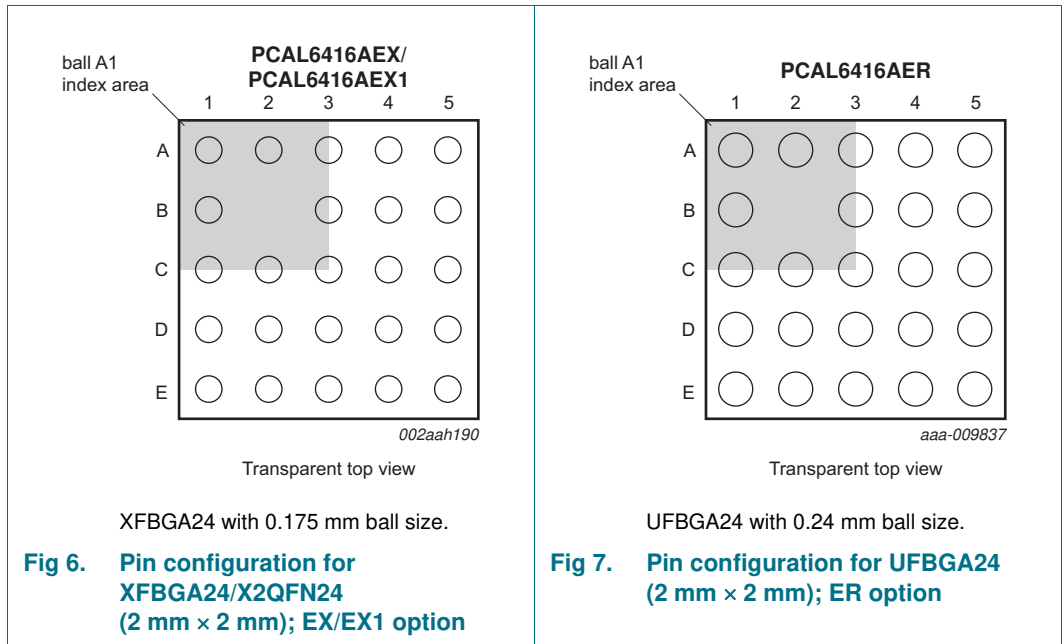 ball A1
index area
PCAL6416AEX/
PCAL6416AEX1
1 2 3 4 5
A
B
C
D
E
002aah190
Transparent top view
XFBGA24 with 0.175 mm ball size.
Fig 6. Pin configuration for
XFBGA24/X2QFN24
(2 mm × 2 mm); EX/EX1 option
ball A1
index area
PCAL6416AER
1 2 3 4 5
A
B
C
D
E
aaa-009837
Transparent top view
UFBGA24 with 0.24 mm ball size.
Fig 7. Pin configuration for UFBGA24
(2 mm × 2 mm); ER option